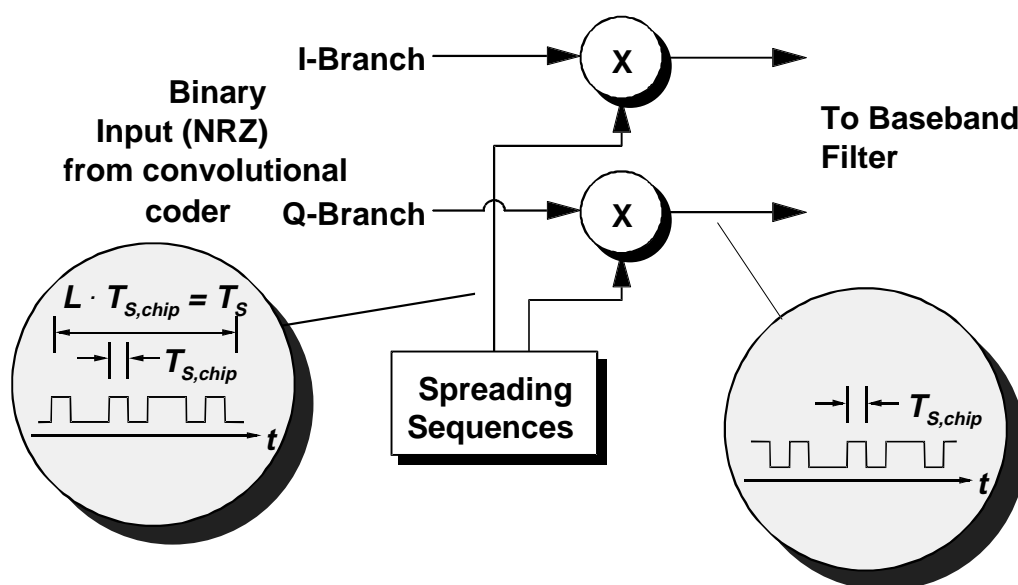 I-Branch
X
Binary
Input (NRZ)
from convolutional
coder
To Baseband
Filter
Q-Branch
X
L · T_S,chip = T_S
T_S,chip
t
Spreading
Sequences
T_S,chip
t